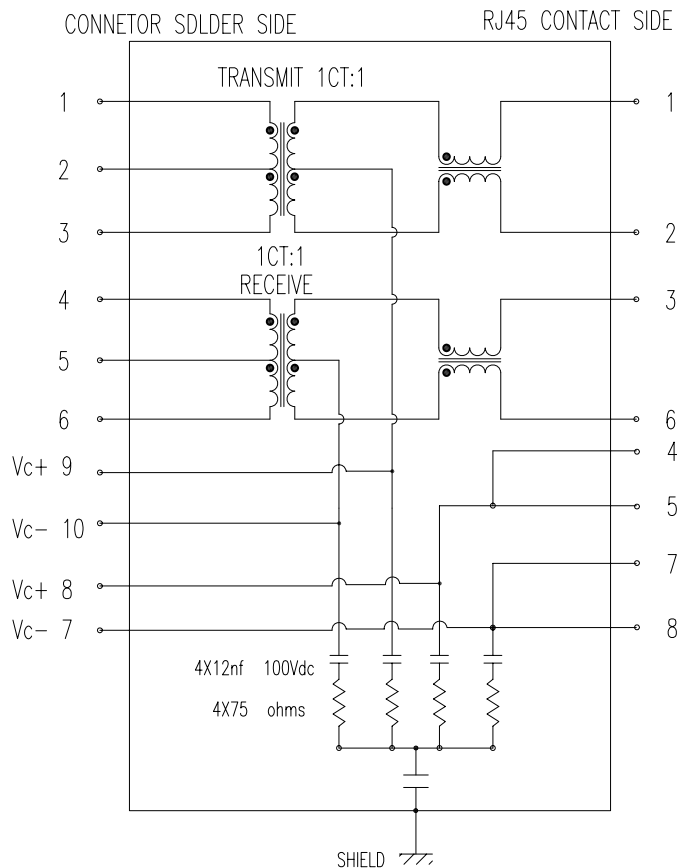 CONNETOR SDLDER SIDE
RJ45 CONTACT SIDE
TRANSMIT 1CT:1
1
1
2
3
2
1CT:1
RECEIVE
4
3
5
6
6
4
Vc+ 9
5
Vc- 10
7
Vc+ 8
Vc- 7
8
4X12nf 100Vdc
4X75 ohms
SHIELD